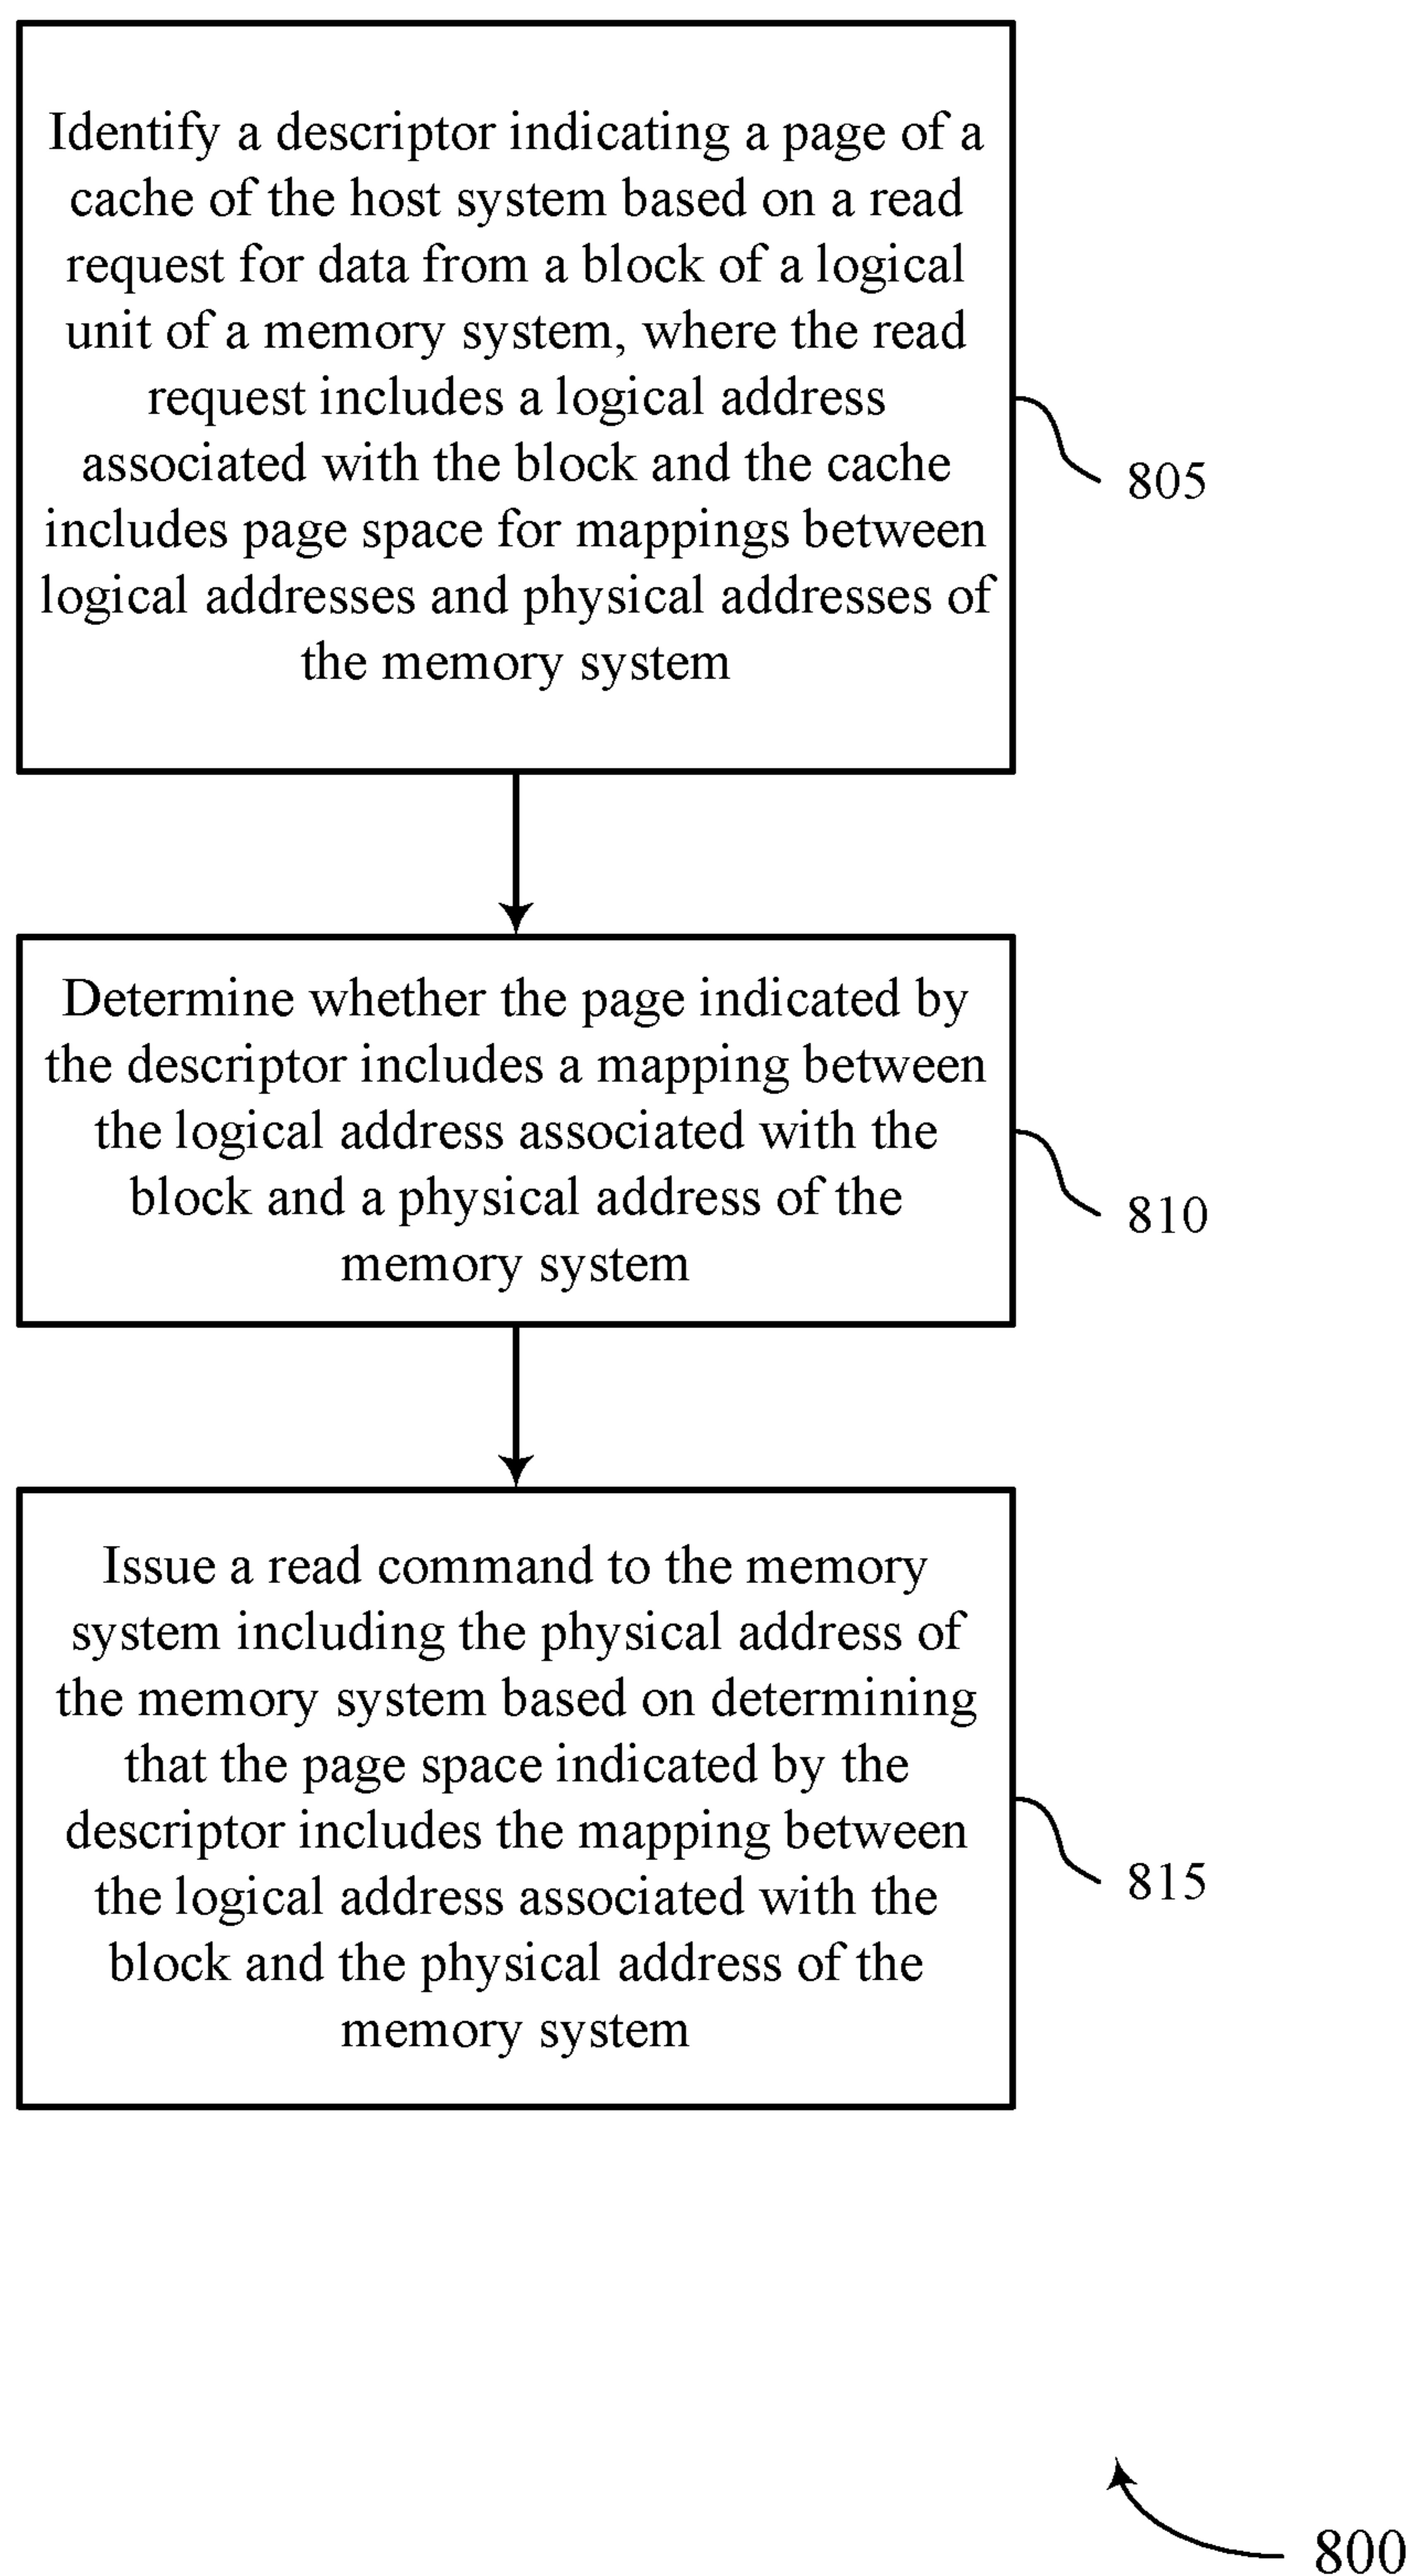 Identify a descriptor indicating a page of a
cache of the host system based on a read
request for data from a block of a logical
unit of a memory system, where the read
request includes a logical address
associated with the block and the cache
includes page space for mappings between
logical addresses and physical addresses of
the memory system
805
Determine whether the page indicated by
the descriptor includes a mapping between
the logical address associated with the
block and a physical address of the
memory system
810
Issue a read command to the memory
system including the physical address of
the memory system based on determining
that the page space indicated by the
descriptor includes the mapping between
the logical address associated with the
block and the physical address of the
memory system
815
800